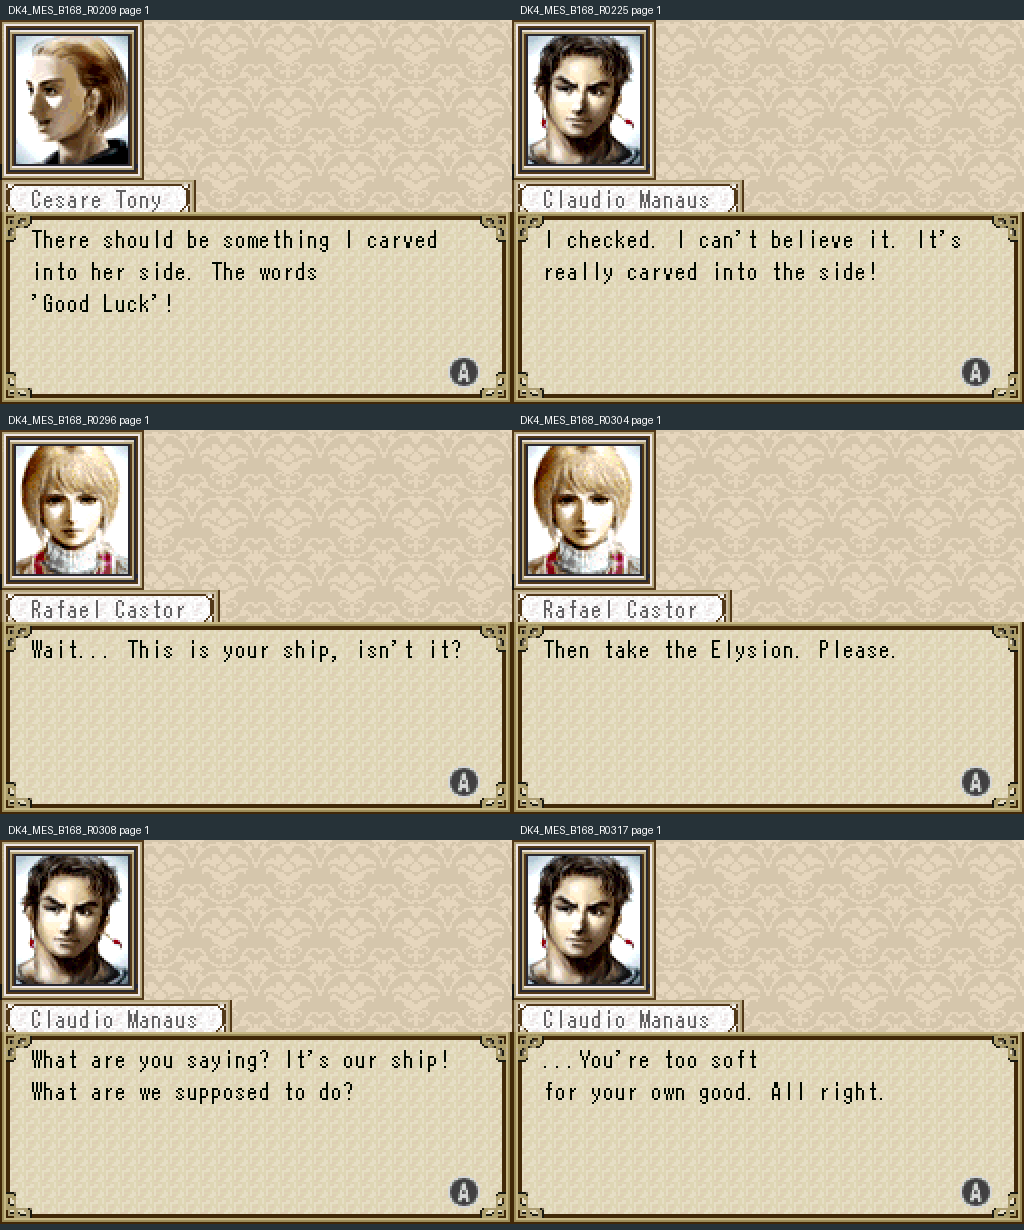 DK4_MES_B168_R0209 page 1
Cesare Tony
There should be something I carved
into her side. The words
'Good Luck'!
A
DK4_MES_B168_R0225 page 1
Claudio Manaus
I checked. I can't believe it. It's
really carved into the side!
A
DK4_MES_B168_R0296 page 1
Rafael Castor
Wait... This is your ship, isn't it?
A
DK4_MES_B168_R0304 page 1
Rafael Castor
Then take the Elysion. Please.
A
DK4_MES_B168_R0308 page 1
Claudio Manaus
What are you saying? It's our ship!
What are we supposed to do?
A
DK4_MES_B168_R0317 page 1
Claudio Manaus
...You're too soft
for your own good. All right.
A